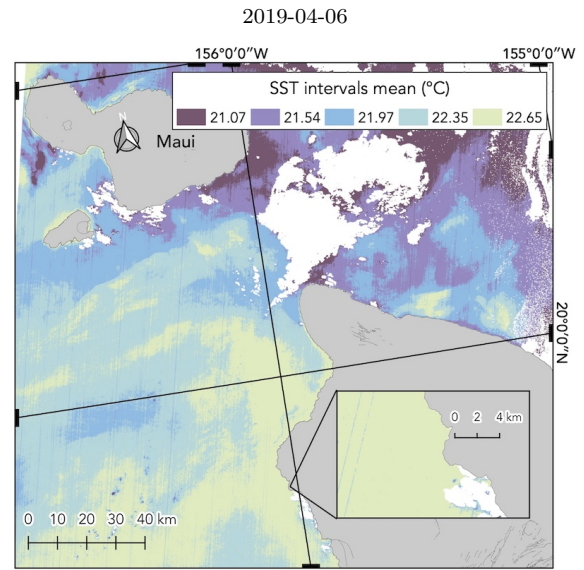 2019-04-06
156°0'0"W 155°0'0"W
SST intervals mean (ºC)
21.07 21.54 21.97 22.35 22.65
N
Maui
20°0'0"N
0 2 4 km
0 10 20 30 40 km